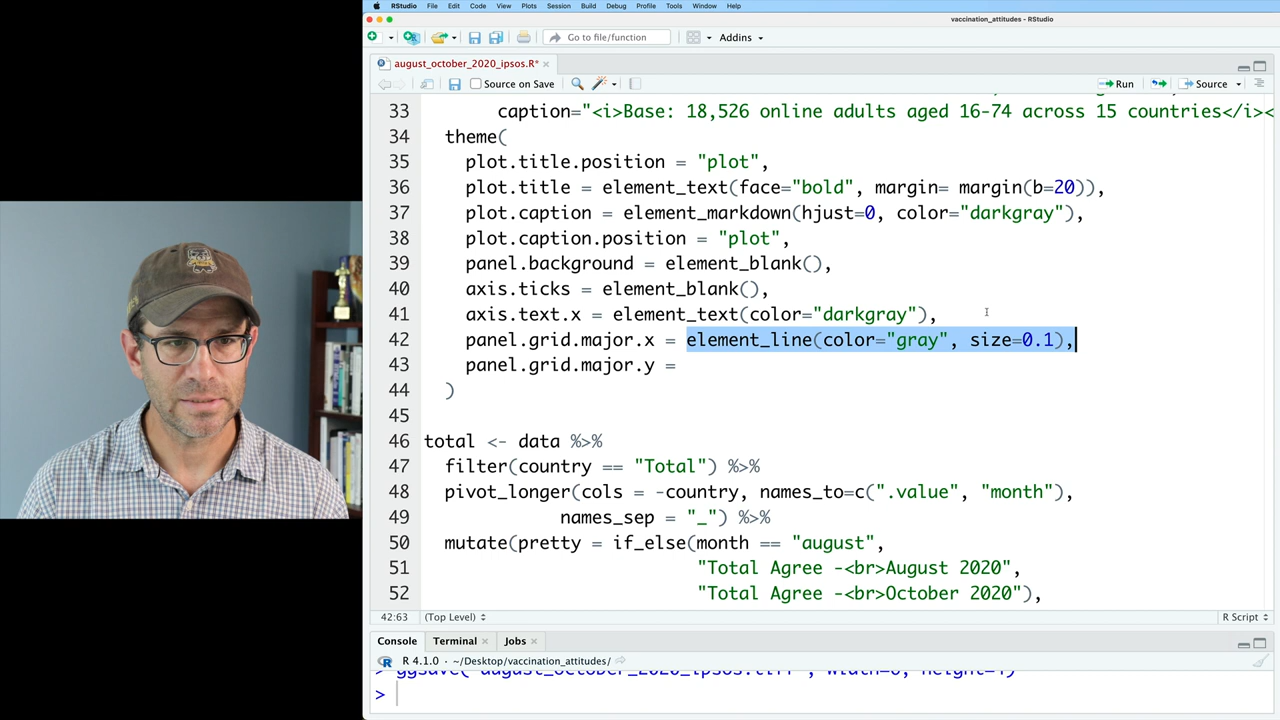 RStudio File Edit Code View Plots Session Build Debug Profile Tools Window Help
vaccination_attitudes - RStudio
Go to file/function Addins
august_october_2020_ipsos.R*
Source on Save Run Source
33 caption="<i>Base: 18,526 online adults aged 16-74 across 15 countries</i><
34 theme(
35 plot.title.position = "plot",
36 plot.title = element_text(face="bold", margin= margin(b=20)),
37 plot.caption = element_markdown(hjust=0, color="darkgray"),
38 plot.caption.position = "plot",
39 panel.background = element_blank(),
40 axis.ticks = element_blank(),
41 axis.text.x = element_text(color="darkgray"),
42 panel.grid.major.x = element_line(color="gray", size=0.1),
43 panel.grid.major.y =
44 )
45
46 total <- data %>%
47 filter(country == "Total") %>%
48 pivot_longer(cols = -country, names_to=c(".value", "month"),
49 names_sep = "_") %>%
50 mutate(pretty = if_else(month == "august",
51 "Total Agree -<br>August 2020",
52 "Total Agree -<br>October 2020"),
42:63 (Top Level) R Script
Console Terminal Jobs
R 4.1.0 · ~/Desktop/vaccination_attitudes/
> ggsave("august_october_2020_ipsos.tiff", width=6, height=4)
>